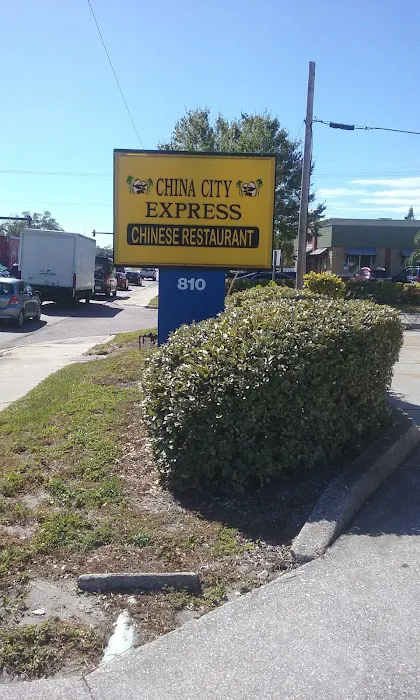 CHINA CITY
EXPRESS
CHINESE RESTAURANT
810